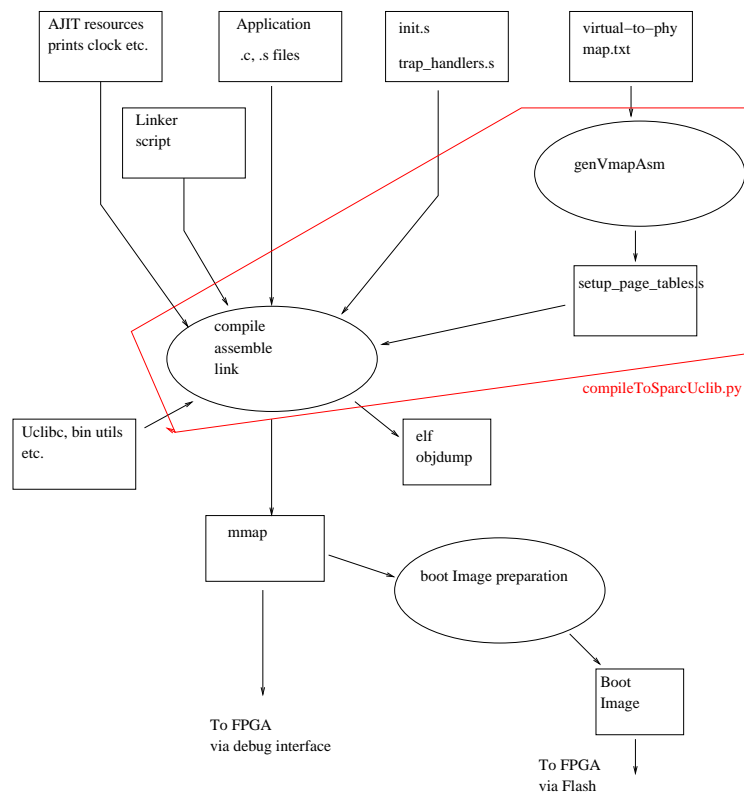 AJIT resources
prints clock etc.
Application
.c, .s files
init.s
trap_handlers.s
virtual−to−phy
map.txt
Linker
script
genVmapAsm
setup_page_tables.s
compile
assemble
link
compileToSparcUclib.py
Uclibc, bin utils
etc.
elf
objdump
mmap
boot Image preparation
Boot
Image
To FPGA
via debug interface
To FPGA
via Flash